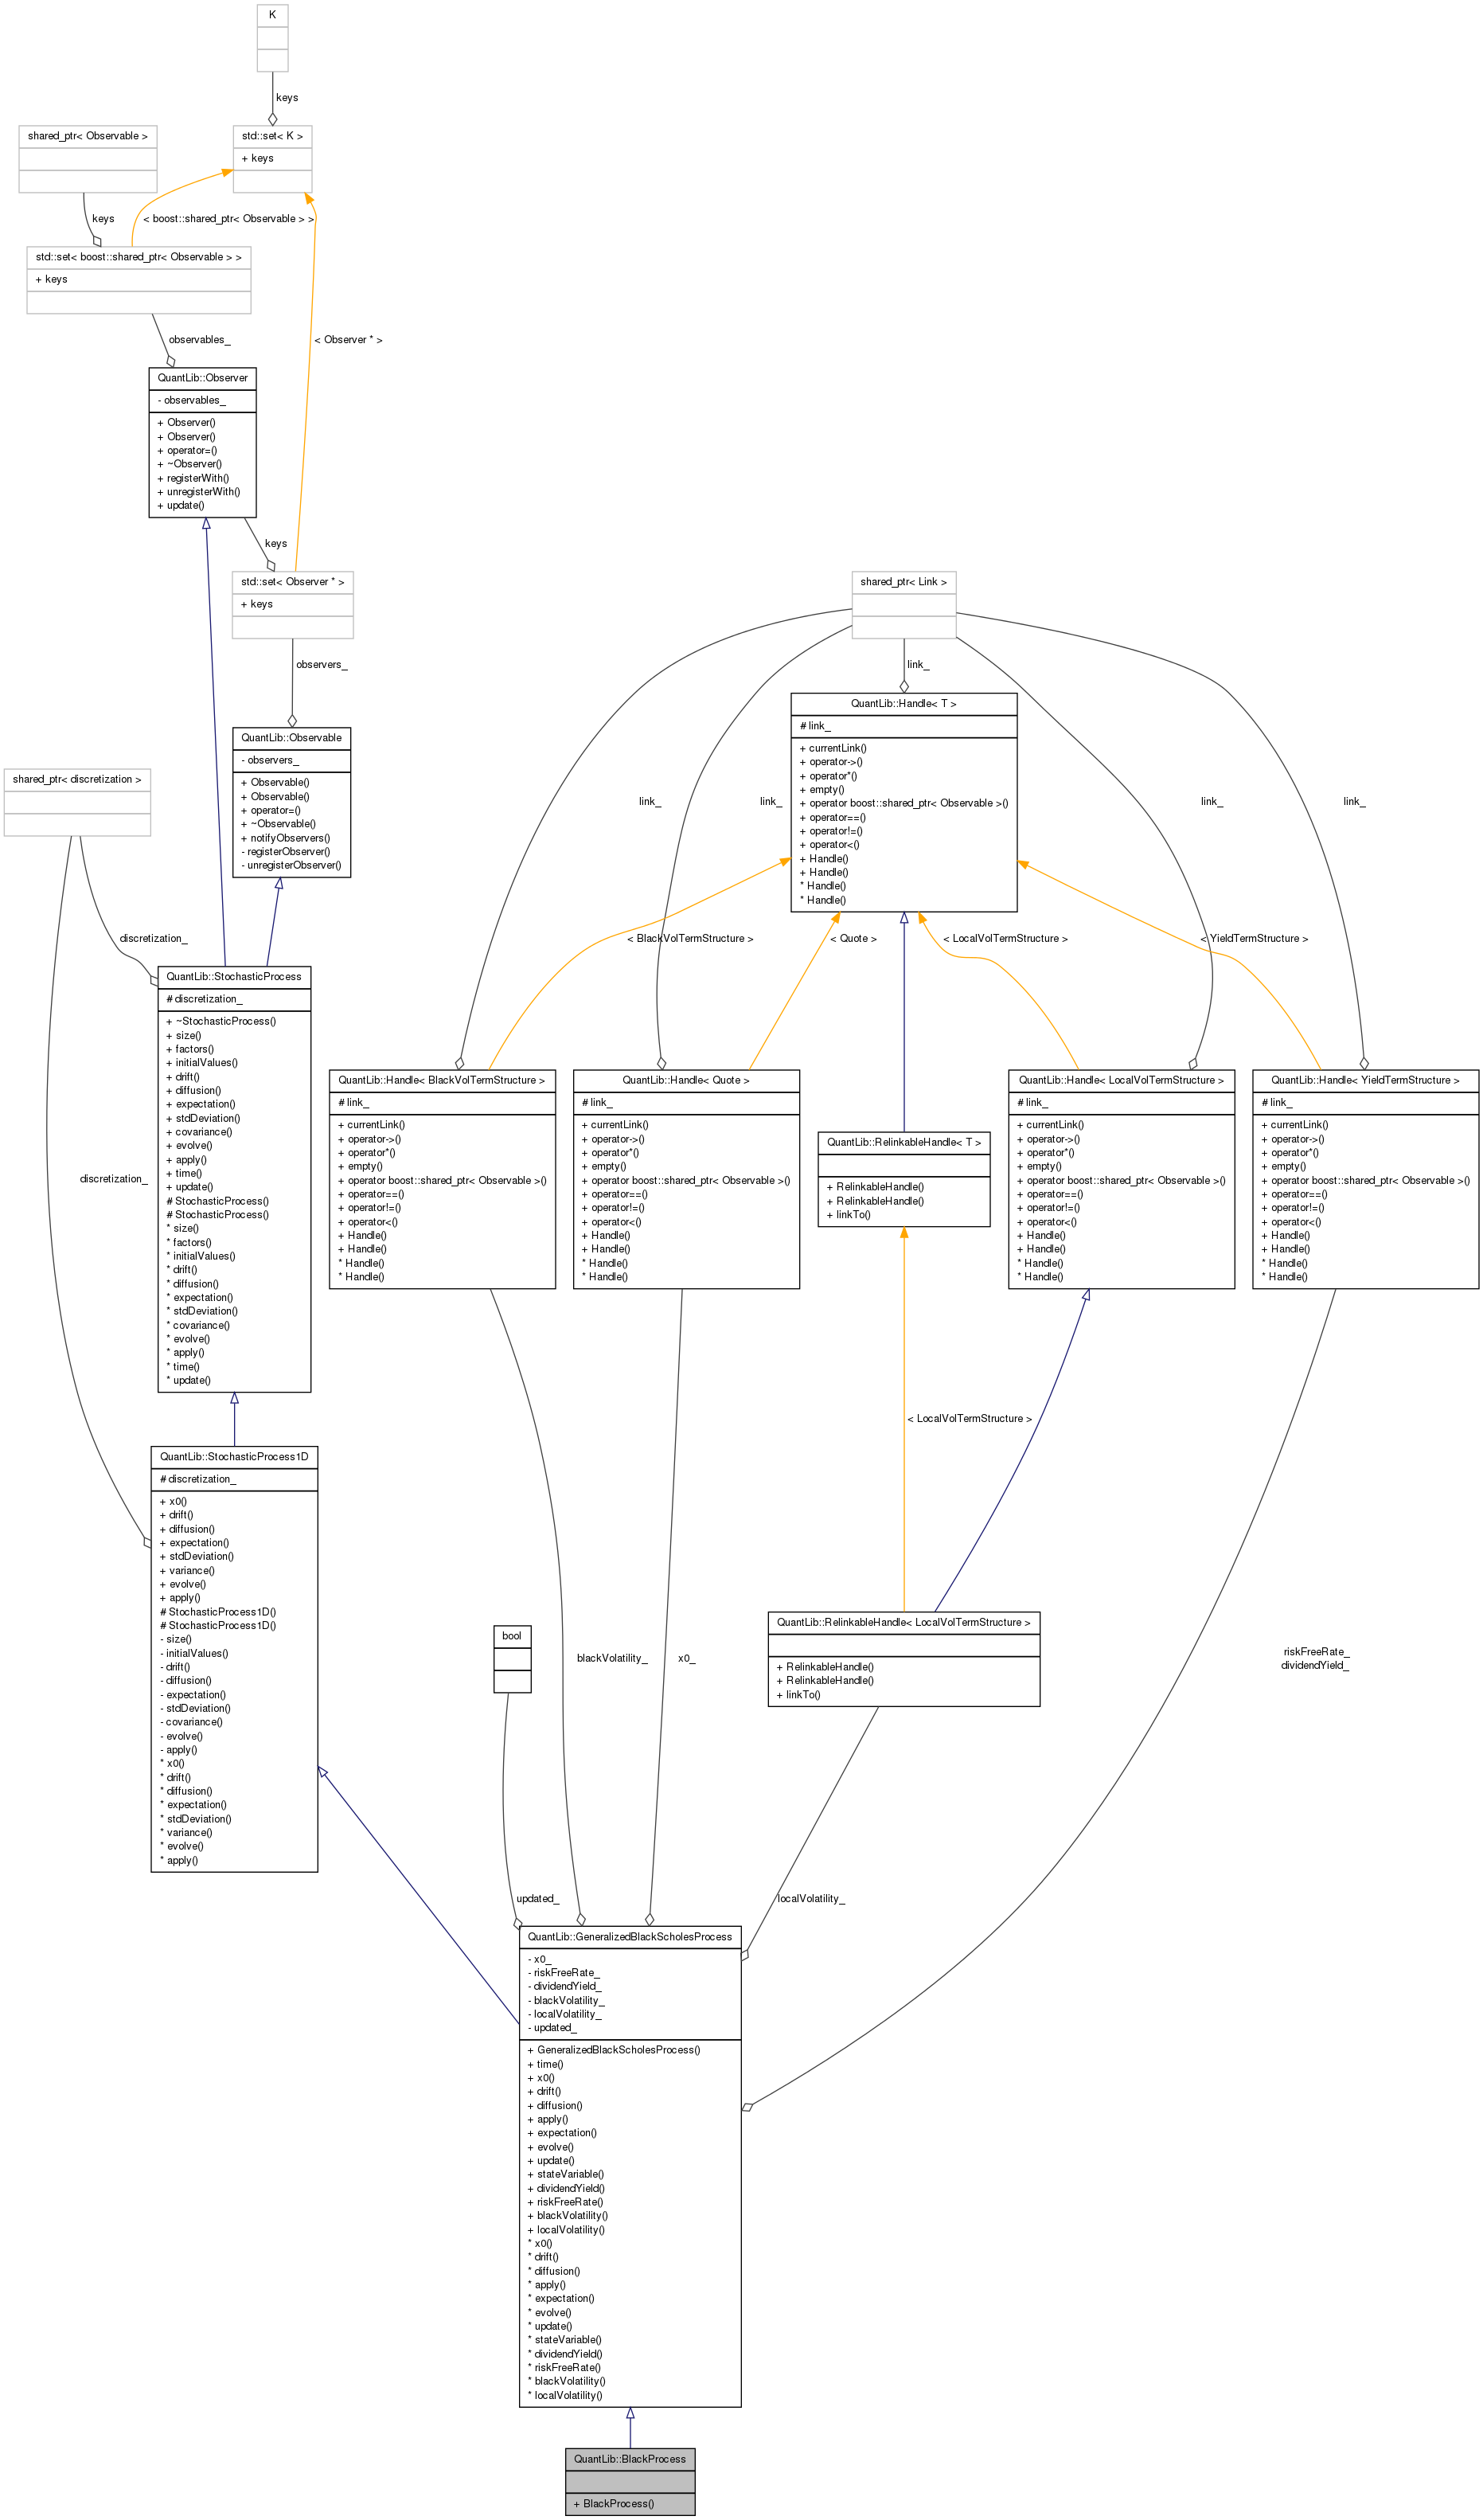 K
keys
shared_ptr< Observable >
std::set< K >
+ keys
keys
< boost::shared_ptr< Observable > >
std::set< boost::shared_ptr< Observable > >
+ keys
observables_
< Observer * >
QuantLib::Observer
- observables_
+ Observer()
+ Observer()
+ operator=()
+ ~Observer()
+ registerWith()
+ unregisterWith()
+ update()
keys
std::set< Observer * >
+ keys
observers_
shared_ptr< Link >
link_
QuantLib::Handle< T >
# link_
+ currentLink()
+ operator->()
+ operator*()
+ empty()
+ operator boost::shared_ptr< Observable >()
+ operator==()
+ operator!=()
+ operator<()
+ Handle()
+ Handle()
* Handle()
* Handle()
QuantLib::Observable
- observers_
+ Observable()
+ Observable()
+ operator=()
+ ~Observable()
+ notifyObservers()
- registerObserver()
- unregisterObserver()
shared_ptr< discretization >
link_
link_
link_
link_
discretization_
< BlackVolTermStructure >
< Quote >
< LocalVolTermStructure >
< YieldTermStructure >
QuantLib::StochasticProcess
# discretization_
+ ~StochasticProcess()
+ size()
+ factors()
+ initialValues()
+ drift()
+ diffusion()
+ expectation()
+ stdDeviation()
+ covariance()
+ evolve()
+ apply()
+ time()
+ update()
# StochasticProcess()
# StochasticProcess()
* size()
* factors()
* initialValues()
* drift()
* diffusion()
* expectation()
* stdDeviation()
* covariance()
* evolve()
* apply()
* time()
* update()
QuantLib::Handle< BlackVolTermStructure >
# link_
+ currentLink()
+ operator->()
+ operator*()
+ empty()
+ operator boost::shared_ptr< Observable >()
+ operator==()
+ operator!=()
+ operator<()
+ Handle()
+ Handle()
* Handle()
* Handle()
QuantLib::Handle< Quote >
# link_
+ currentLink()
+ operator->()
+ operator*()
+ empty()
+ operator boost::shared_ptr< Observable >()
+ operator==()
+ operator!=()
+ operator<()
+ Handle()
+ Handle()
* Handle()
* Handle()
QuantLib::RelinkableHandle< T >
+ RelinkableHandle()
+ RelinkableHandle()
+ linkTo()
QuantLib::Handle< LocalVolTermStructure >
# link_
+ currentLink()
+ operator->()
+ operator*()
+ empty()
+ operator boost::shared_ptr< Observable >()
+ operator==()
+ operator!=()
+ operator<()
+ Handle()
+ Handle()
* Handle()
* Handle()
QuantLib::Handle< YieldTermStructure >
# link_
+ currentLink()
+ operator->()
+ operator*()
+ empty()
+ operator boost::shared_ptr< Observable >()
+ operator==()
+ operator!=()
+ operator<()
+ Handle()
+ Handle()
* Handle()
* Handle()
discretization_
< LocalVolTermStructure >
QuantLib::StochasticProcess1D
# discretization_
+ x0()
+ drift()
+ diffusion()
+ expectation()
+ stdDeviation()
+ variance()
+ evolve()
+ apply()
# StochasticProcess1D()
# StochasticProcess1D()
- size()
- initialValues()
- drift()
- diffusion()
- expectation()
- stdDeviation()
- covariance()
- evolve()
- apply()
* x0()
* drift()
* diffusion()
* expectation()
* stdDeviation()
* variance()
* evolve()
* apply()
bool
blackVolatility_
x0_
QuantLib::RelinkableHandle< LocalVolTermStructure >
+ RelinkableHandle()
+ RelinkableHandle()
+ linkTo()
riskFreeRate_
dividendYield_
updated_
localVolatility_
QuantLib::GeneralizedBlackScholesProcess
- x0_
- riskFreeRate_
- dividendYield_
- blackVolatility_
- localVolatility_
- updated_
+ GeneralizedBlackScholesProcess()
+ time()
+ x0()
+ drift()
+ diffusion()
+ apply()
+ expectation()
+ evolve()
+ update()
+ stateVariable()
+ dividendYield()
+ riskFreeRate()
+ blackVolatility()
+ localVolatility()
* x0()
* drift()
* diffusion()
* apply()
* expectation()
* evolve()
* update()
* stateVariable()
* dividendYield()
* riskFreeRate()
* blackVolatility()
* localVolatility()
QuantLib::BlackProcess
+ BlackProcess()